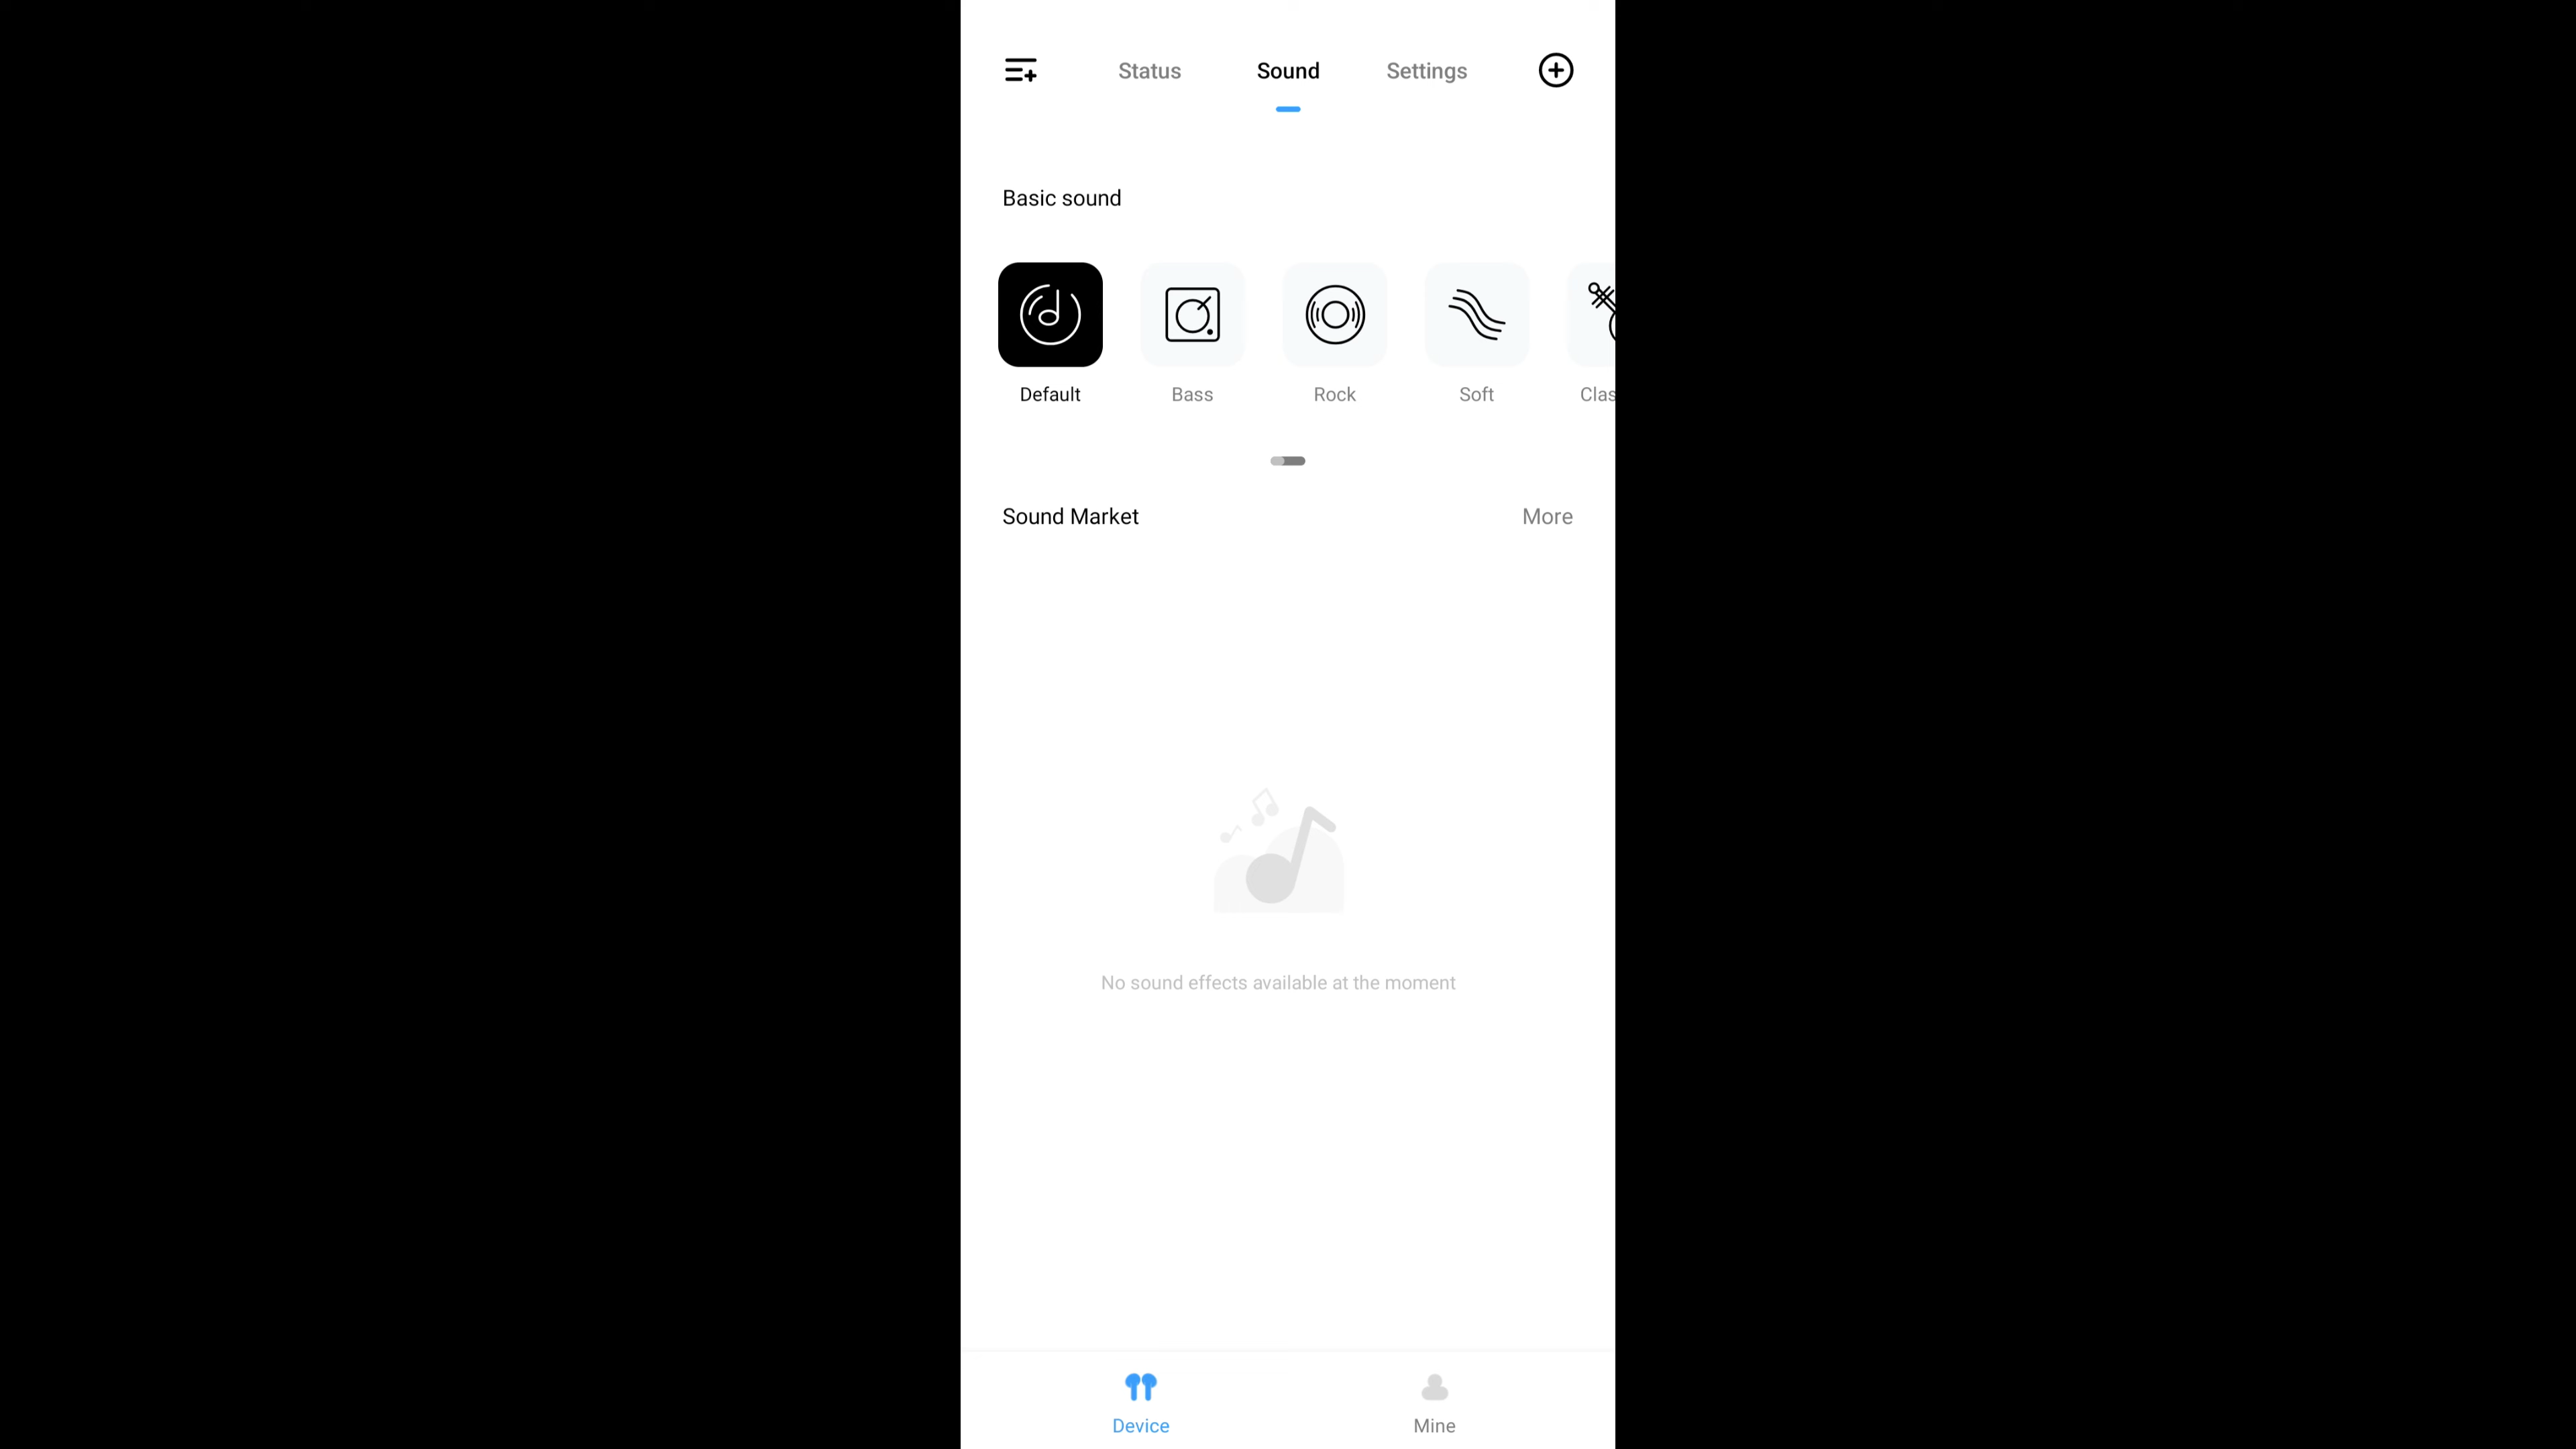 Status Sound Settings
Basic sound
Default Bass Rock Soft Clas
Sound Market More
No sound effects available at the moment
Device Mine